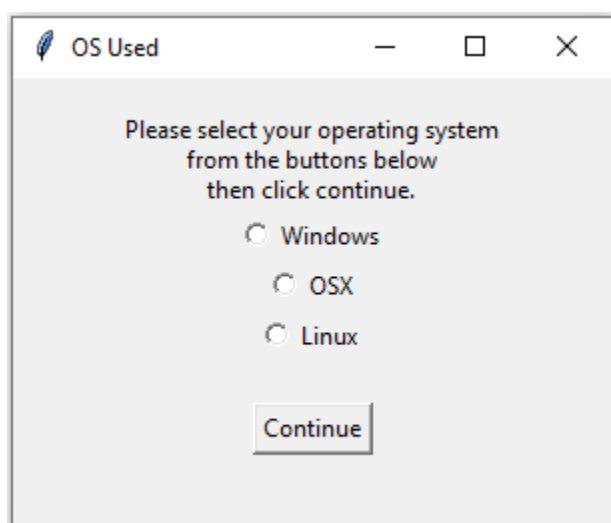 OS Used
Please select your operating system
from the buttons below
then click continue.
Windows
OSX
Linux
Continue